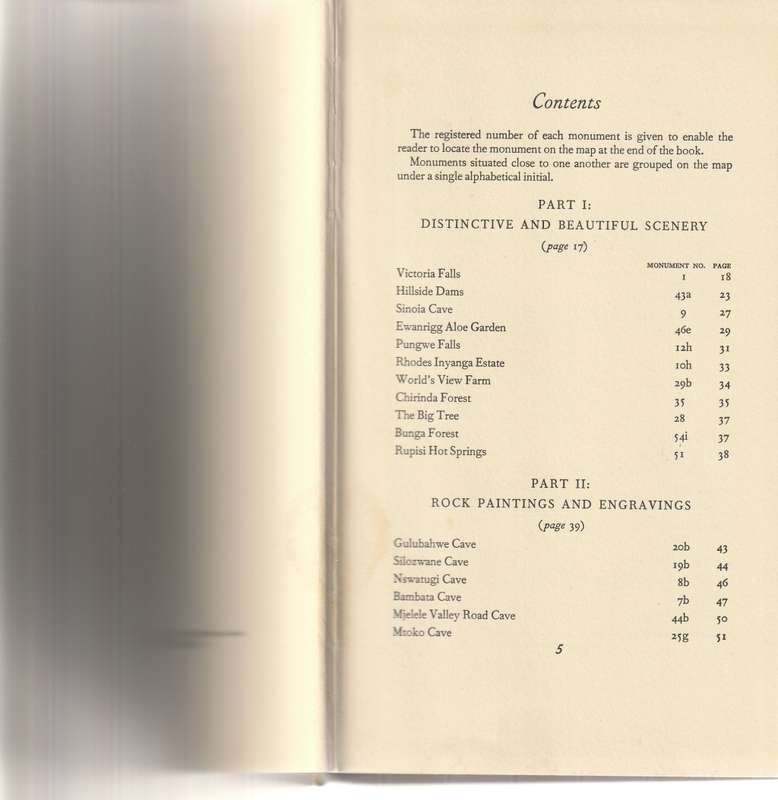 Contents
The registered number of each monument is given to enable the
reader to locate the monument on the map at the end of the book.
Monuments situated close to one another are grouped on the map
under a single alphabetical initial.
PART I:
DISTINCTIVE AND BEAUTIFUL SCENERY
(page 17)
MONUMENT NO. PAGE
Victoria Falls 1 18
Hillside Dams 43a 23
Sinoia Cave 9 27
Ewanrigg Aloe Garden 46e 29
Pungwe Falls 12h 31
Rhodes Inyanga Estate 10h 33
World's View Farm 29b 34
Chirinda Forest 35 35
The Big Tree 28 37
Bunga Forest 54i 37
Rupisi Hot Springs 51 38
PART II:
ROCK PAINTINGS AND ENGRAVINGS
(page 39)
Gulubahwe Cave 20b 43
Silozwane Cave 19b 44
Nswatugi Cave 8b 46
Bambata Cave 7b 47
Mjelele Valley Road Cave 44b 50
Mtoko Cave 25g 51
5